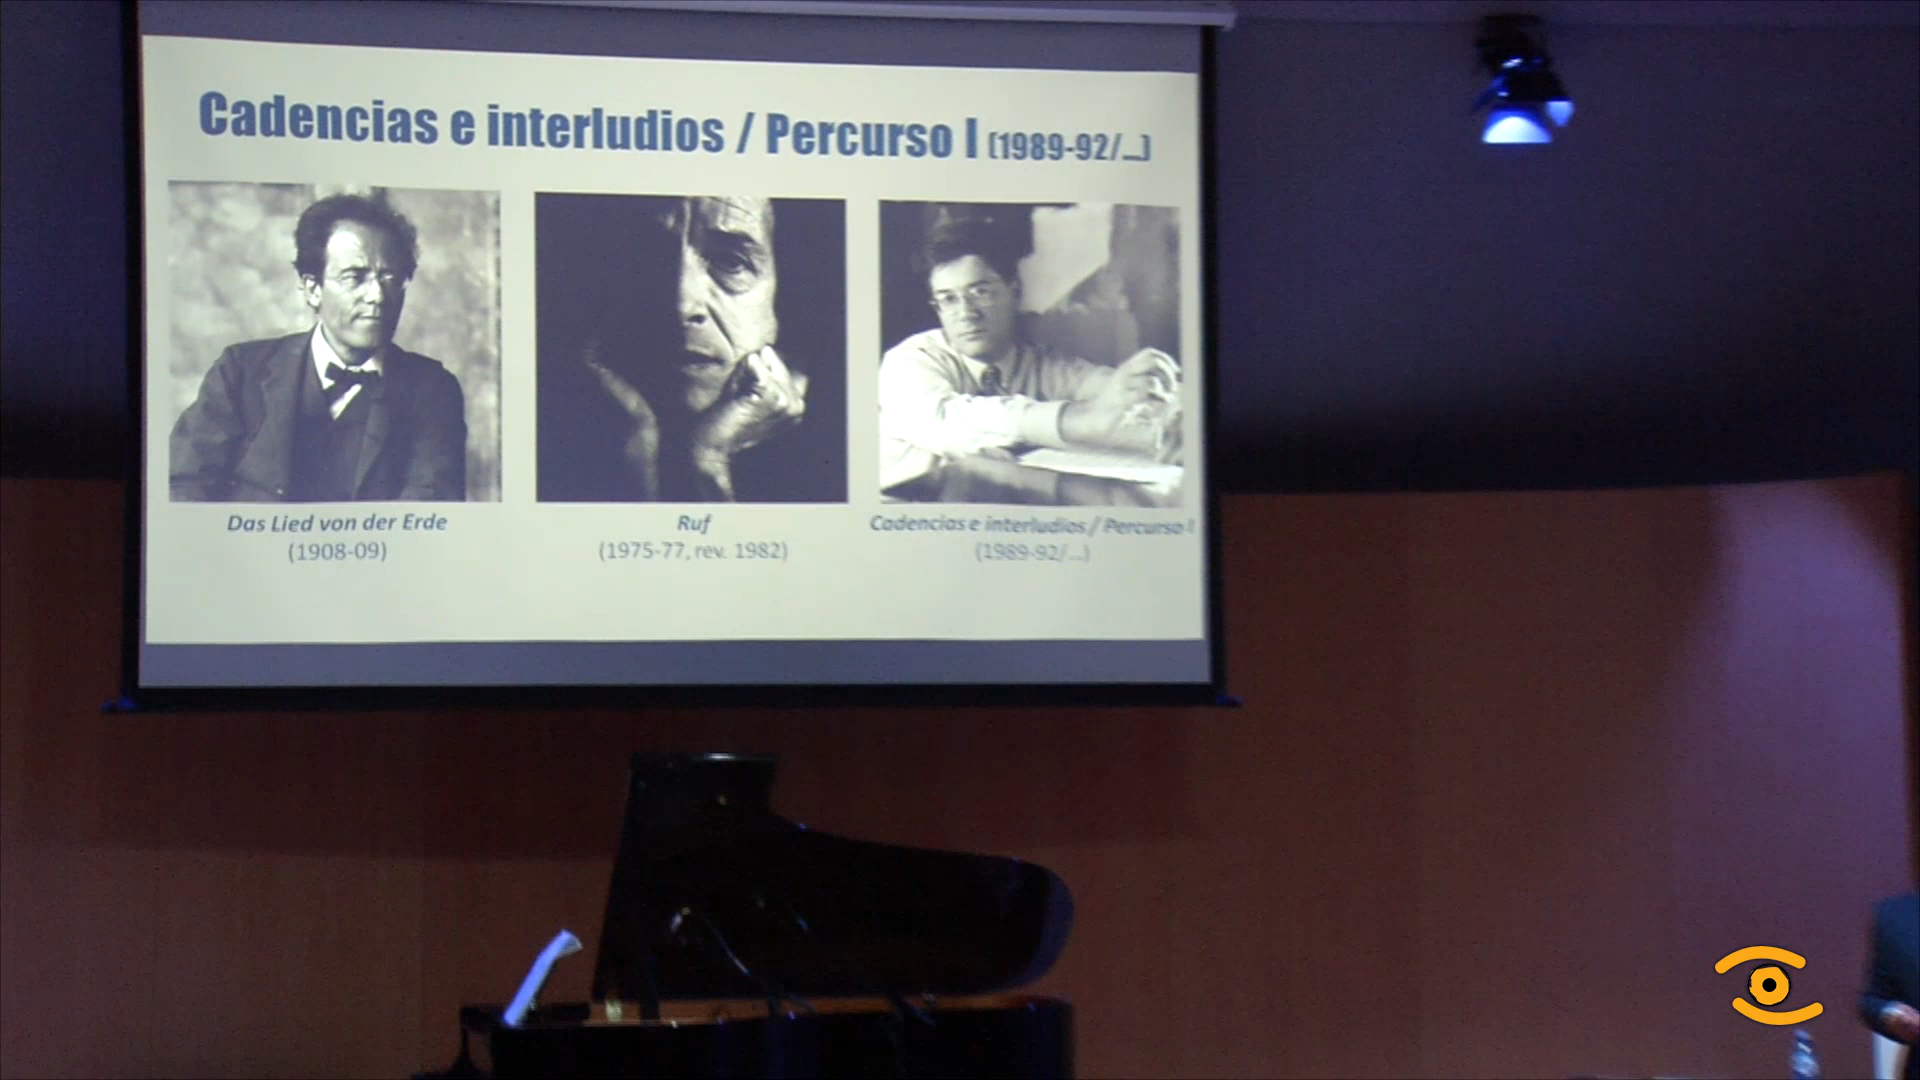 Cadencias e interludios / Percurso I (1989-92/...)
Das Lied von der Erde
(1908-09)
Ruf
(1975-77, rev. 1982)
Cadencias e interludios / Percurso I
(1989-92/...)